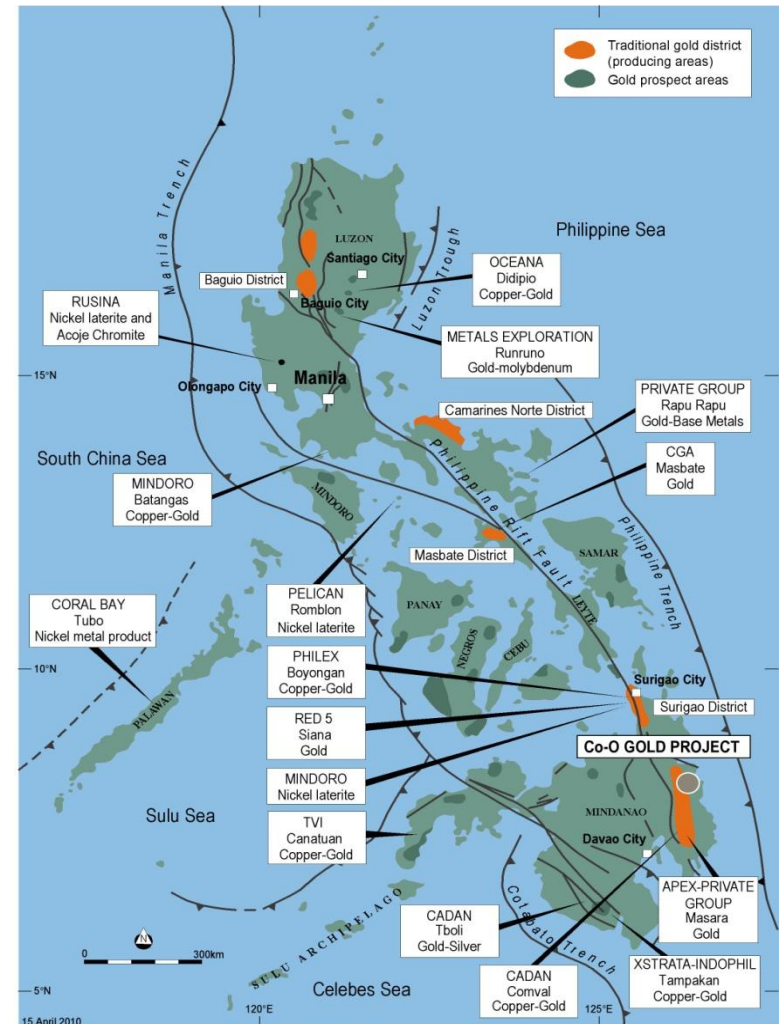 Traditional gold district
(producing areas)
Gold prospect areas
Manila Trench
Philippine Sea
LUZON
Santiago City
Luzon Trough
OCEANA
Didipio
Copper-Gold
Baguio District
Baguio City
RUSINA
Nickel laterite and
Acoje Chromite
METALS EXPLORATION
Runruno
Gold-molybdenum
15°N
Manila
Olongapo City
PRIVATE GROUP
Rapu Rapu
Gold-Base Metals
Camarines Norte District
South China Sea
CGA
Masbate
Gold
MINDORO
Batangas
Copper-Gold
MINDORO
Philippine Rift Fault
Philippine Trench
Masbate District
SAMAR
CORAL BAY
Tubo
Nickel metal product
PELICAN
Romblon
Nickel laterite
PANAY
LEYTE
NEGROS
CEBU
PHILEX
Boyongan
Copper-Gold
10°N
Surigao City
Surigao District
PALAWAN
RED 5
Siana
Gold
Co-O GOLD PROJECT
MINDORO
Nickel laterite
Sulu Sea
MINDANAO
TVI
Canatuan
Copper-Gold
Davao City
APEX-PRIVATE
GROUP
Masara
Gold
CADAN
Tboli
Gold-Silver
Cotabato Trench
SULU ARCHIPELAGO
N
0 300km
CADAN
Comval
Copper-Gold
XSTRATA-INDOPHIL
Tampakan
Copper-Gold
5°N
Celebes Sea
120°E
125°E
15 April 2010